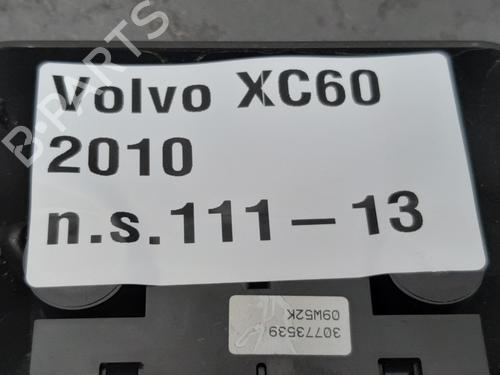 Volvo XC60
2010
n.s.111-13
30773539
09W52K
B-PARTS